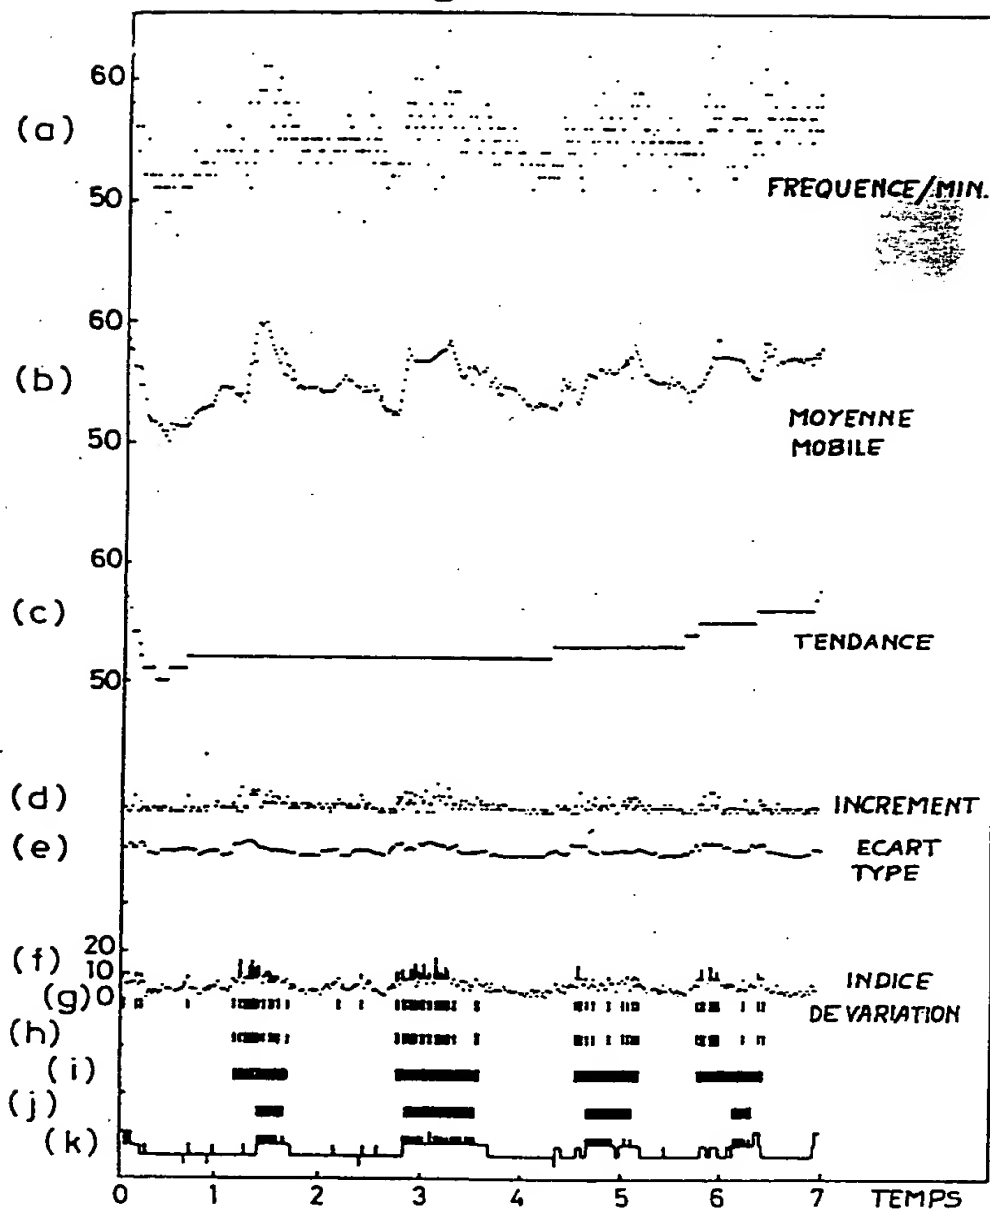 60
(a)
50
FREQUENCE/MIN.
60
(b)
50
MOYENNE
MOBILE
60
(c)
50
TENDANCE
(d)
INCREMENT
(e)
ECART
TYPE
20
(f)
10
INDICE
(g)
0
DE VARIATION
(h)
(i)
(j)
(k)
0 1 2 3 4 5 6 7 TEMPS